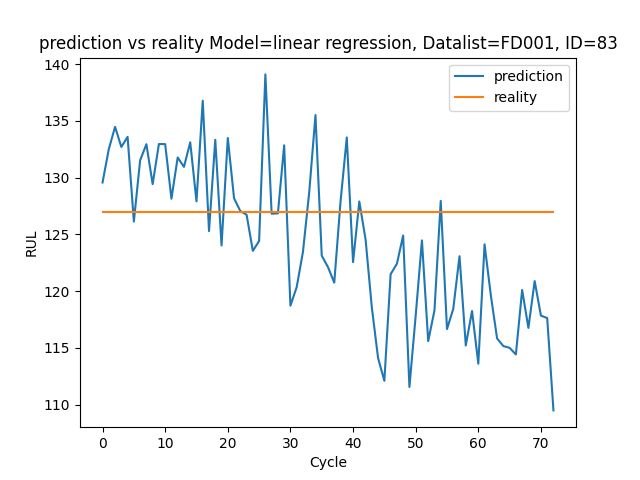 prediction vs reality Model=linear regression, Datalist=FD001, ID=83
prediction
reality
140
135
130
125
120
115
110
RUL
0 10 20 30 40 50 60 70
Cycle